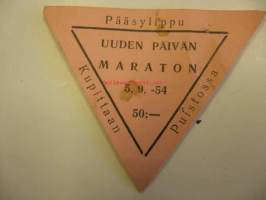 Pääsylippu
UUDEN PÄIVÄN
MARATON
5. 9. -54
50:—
Kupittaan
Puistossa